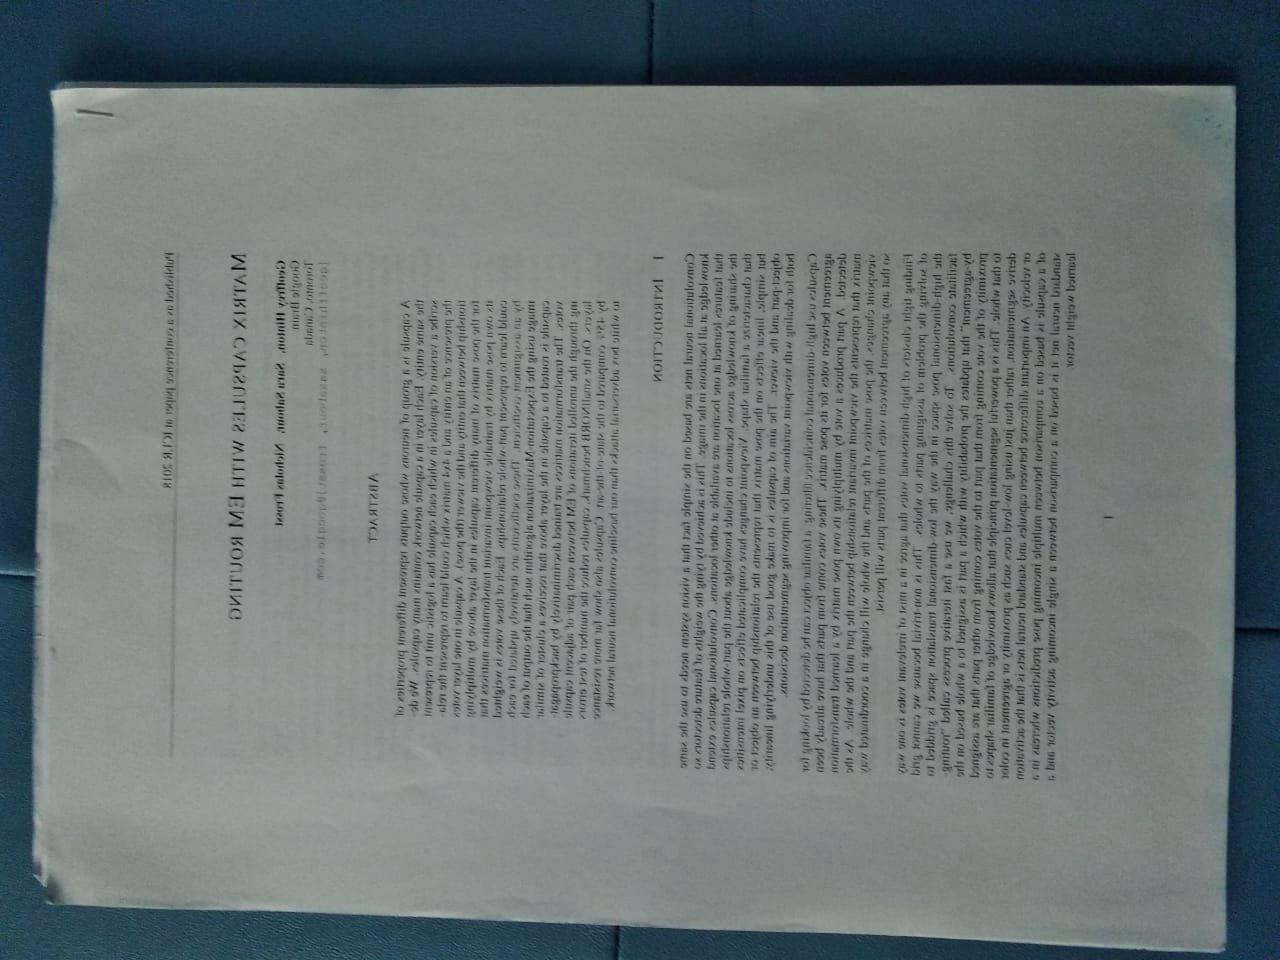 Published as a conference paper at ICLR 2018
MATRIX CAPSULES WITH EM ROUTING
Geoffrey Hinton, Sara Sabour, Nicholas Frosst
Google Brain
Toronto, Canada
{geoffhinton, sasabour, frosst}@google.com
ABSTRACT
A capsule is a group of neurons whose outputs represent different properties of
the same entity. Each layer in a capsule network contains many capsules. We de-
scribe a version of capsules in which each capsule has a logistic unit to represent
the presence of an entity and a 4x4 matrix which could learn to represent the rela-
tionship between that entity and the viewer (the pose). A capsule in one layer votes
for the pose matrix of many different capsules in the layer above by multiplying
its own pose matrix by trainable viewpoint-invariant transformation matrices that
could learn to represent part-whole relationships. Each of these votes is weighted
by an assignment coefficient. These coefficients are iteratively updated for each
image using the Expectation-Maximization algorithm such that the output of each
capsule is routed to a capsule in the layer above that receives a cluster of similar
votes. The transformation matrices are trained discriminatively by backpropagat-
ing through the unrolled iterations of EM between each pair of adjacent capsule
layers. On the smallNORB benchmark, capsules reduce the number of test errors
by 45% compared to the state-of-the-art. Capsules also show far more resistance
to white box adversarial attacks than our baseline convolutional neural network.
1 INTRODUCTION
Convolutional neural nets are based on the simple fact that a vision system needs to use the same
knowledge at all locations in the image. This is achieved by tying the weights of feature detectors so
that features learned at one location are available at other locations. Convolutional capsules extend
the sharing of knowledge across locations to include knowledge about the part-whole relationships
that characterize a familiar shape. Viewpoint changes have complicated effects on pixel intensities
but simple, linear effects on the pose matrix that represents the relationship between an object or
object-part and the viewer. The aim of capsules is to make good use of this underlying linearity,
both for dealing with viewpoint variations and for improving segmentation decisions.
Capsules use high-dimensional coincidence filtering: a familiar object can be detected by looking for
agreement between votes for its pose matrix. These votes come from parts that have already been
detected. A part produces a vote by multiplying its own pose matrix by a learned transformation
matrix that represents the viewpoint invariant relationship between the part and the whole. As the
viewpoint changes, the pose matrices of the parts and the whole will change in a coordinated way
so that any agreement between votes from different parts will persist.
Finding tight clusters of high-dimensional votes that agree in a mist of irrelevant votes is one way
of solving the problem of assigning parts to wholes. This is non-trivial because we cannot grid
the high-dimensional pose space in the way the low-dimensional translation space is gridded to
facilitate convolutions. To solve this challenge, we use a fast iterative process called "routing-
by-agreement" that updates the probability with which a part is assigned to a whole based on the
proximity of the vote coming from that part to the votes coming from other parts that are assigned
to that whole. This is a powerful segmentation principle that allows knowledge of familiar shapes to
derive segmentation, rather than just using low-level cues such as proximity or agreement in color
or velocity. An important difference between capsules and standard neural nets is that the activation
of a capsule is based on a comparison between multiple incoming pose predictions whereas in a
standard neural net it is based on a comparison between a single incoming activity vector and a
learned weight vector.
1